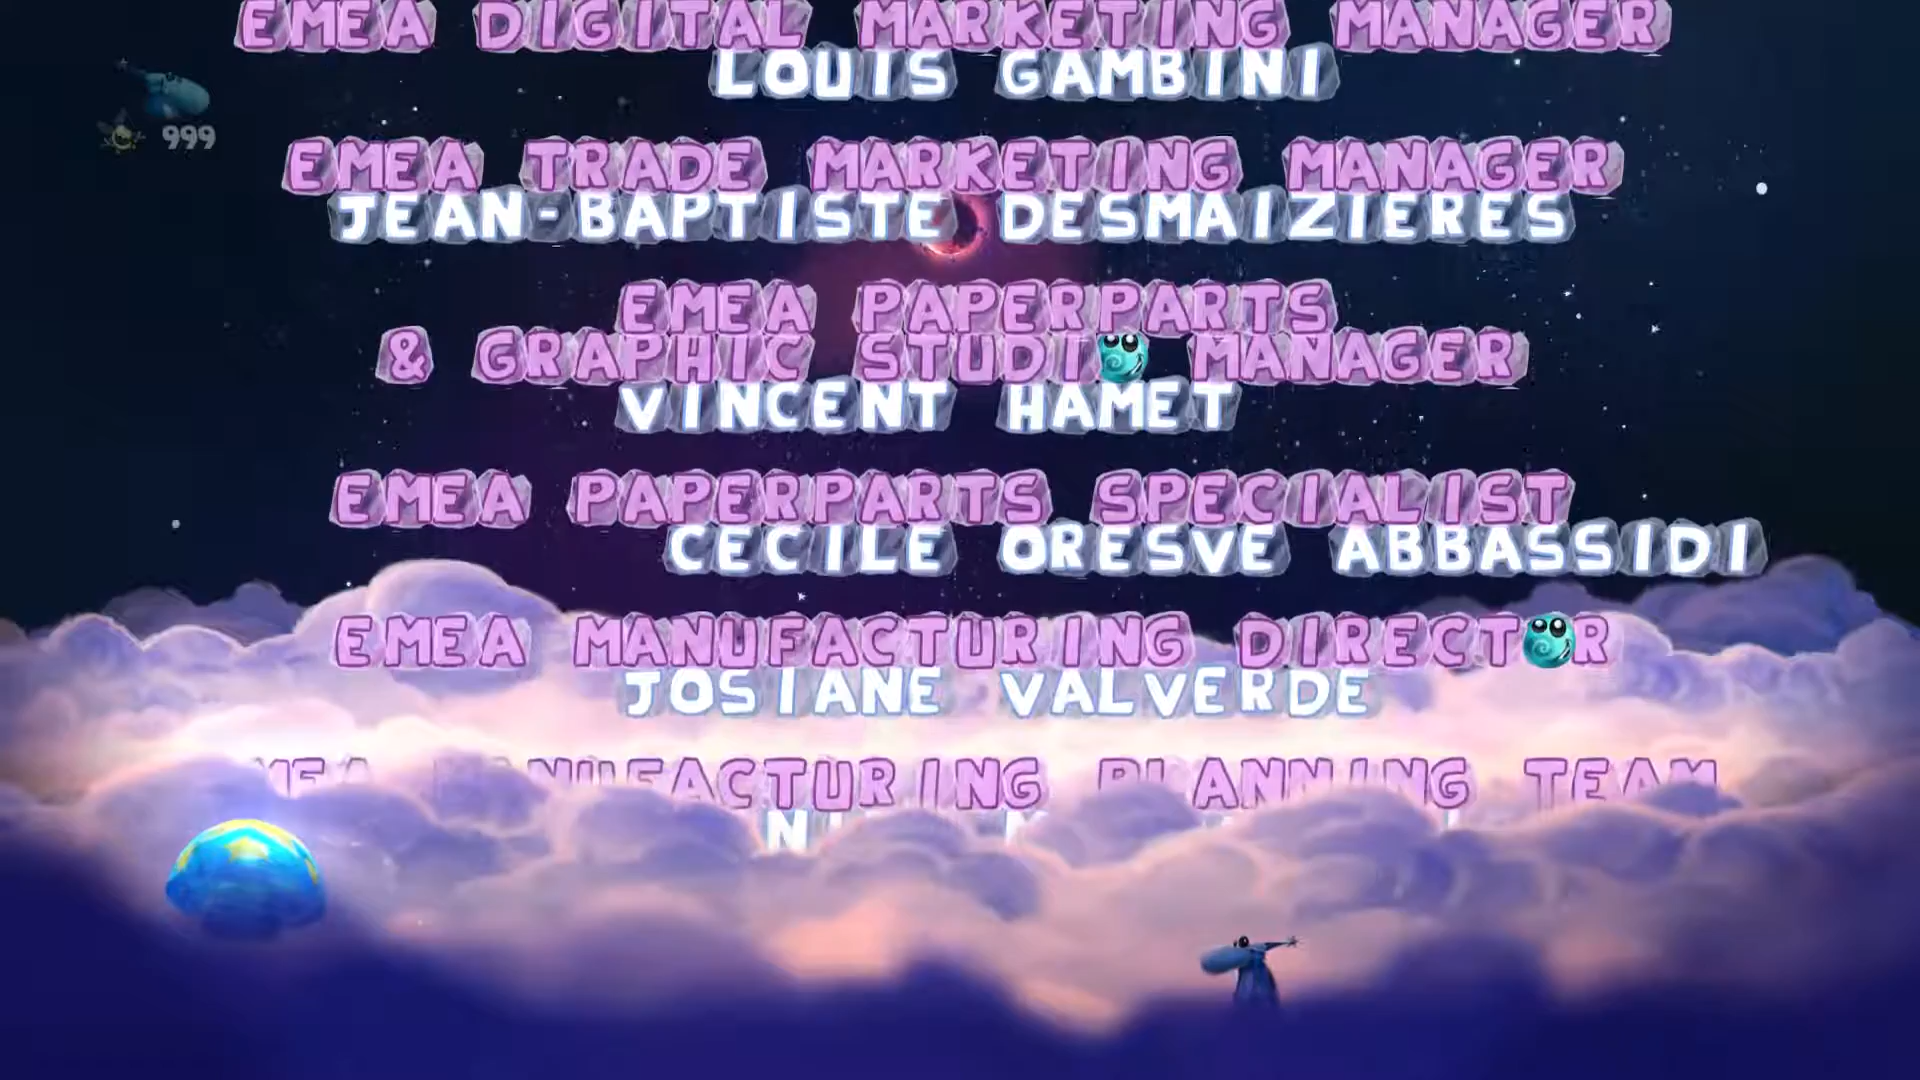 EMEA DIGITAL MARKETING MANAGER
LOUIS GAMBINI
999
EMEA TRADE MARKETING MANAGER
JEAN-BAPTISTE DESMAIZIERES
EMEA PAPERPARTS
& GRAPHIC STUDIO MANAGER
VINCENT HAMET
EMEA PAPERPARTS SPECIALIST
CECILE ORESVE ABBASSIDI
EMEA MANUFACTURING DIRECTOR
JOSIANE VALVERDE
EMEA MANUFACTURING PLANNING TEAM